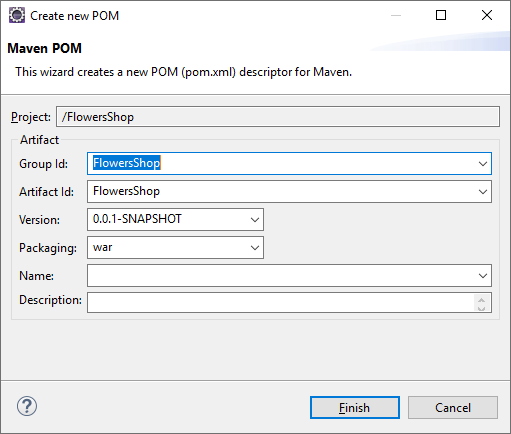 Create new POM
Maven POM
This wizard creates a new POM (pom.xml) descriptor for Maven.
Project: /FlowersShop
Artifact
Group Id: FlowersShop
Artifact Id: FlowersShop
Version: 0.0.1-SNAPSHOT
Packaging: war
Name:
Description:
? Finish Cancel